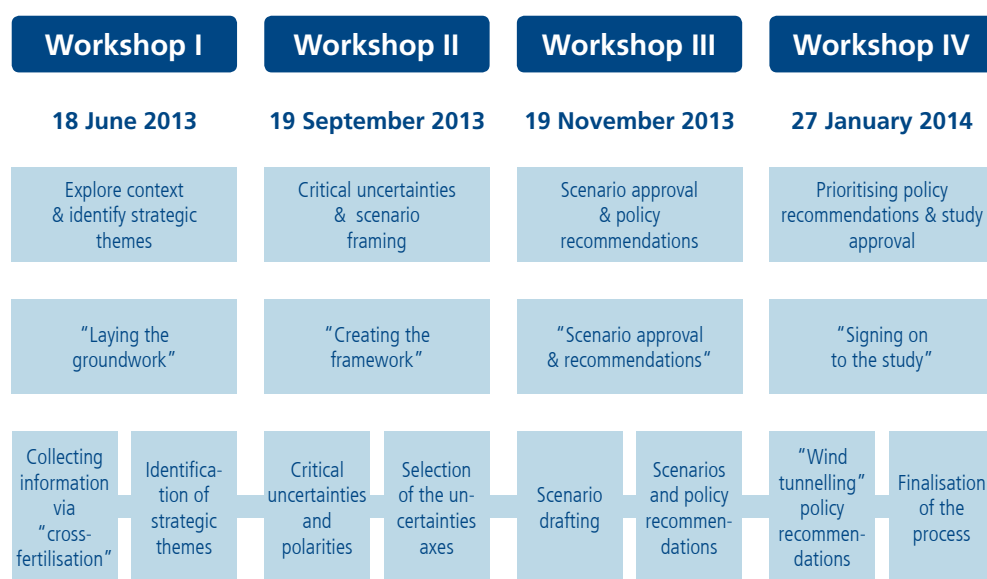 Workshop I
Workshop II
Workshop III
Workshop IV
18 June 2013
19 September 2013
19 November 2013
27 January 2014
Explore context
& identify strategic
themes
Critical uncertainties
& scenario
framing
Scenario approval
& policy
recommendations
Prioritising policy
recommendations & study
approval
“Laying the
groundwork”
“Creating the
framework”
“Scenario approval
& recommendations“
“Signing on
to the study”
Collecting
information
via
“cross-
fertilisation”
Identifica-
tion of
strategic
themes
Critical
uncertainties
and
polarities
Selection
of the un-
certainties
axes
Scenario
drafting
Scenarios
and policy
recommen-
dations
“Wind
tunnelling”
policy
recommen-
dations
Finalisation
of the
process